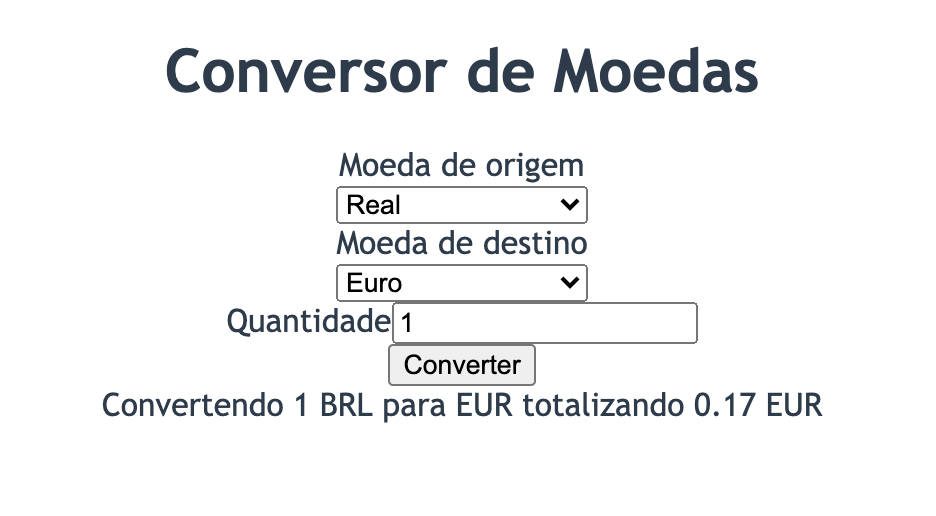 Conversor de Moedas
Moeda de origem
Real
Moeda de destino
Euro
Quantidade 1
Converter
Convertendo 1 BRL para EUR totalizando 0.17 EUR